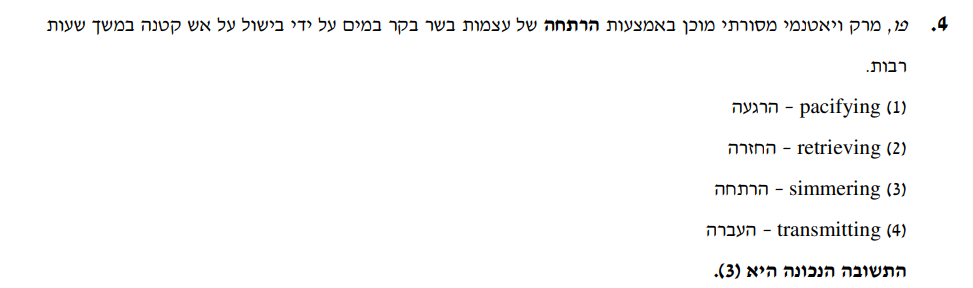 4. פו, מרק ויאטנמי מסורתי מוכן באמצעות הרתחה של עצמות בשר בקר במים על ידי בישול על אש קטנה במשך שעות
רבות.
(1) pacifying – הרגעה
(2) retrieving – החזרה
(3) simmering – הרתחה
(4) transmitting – העברה
התשובה הנכונה היא (3).